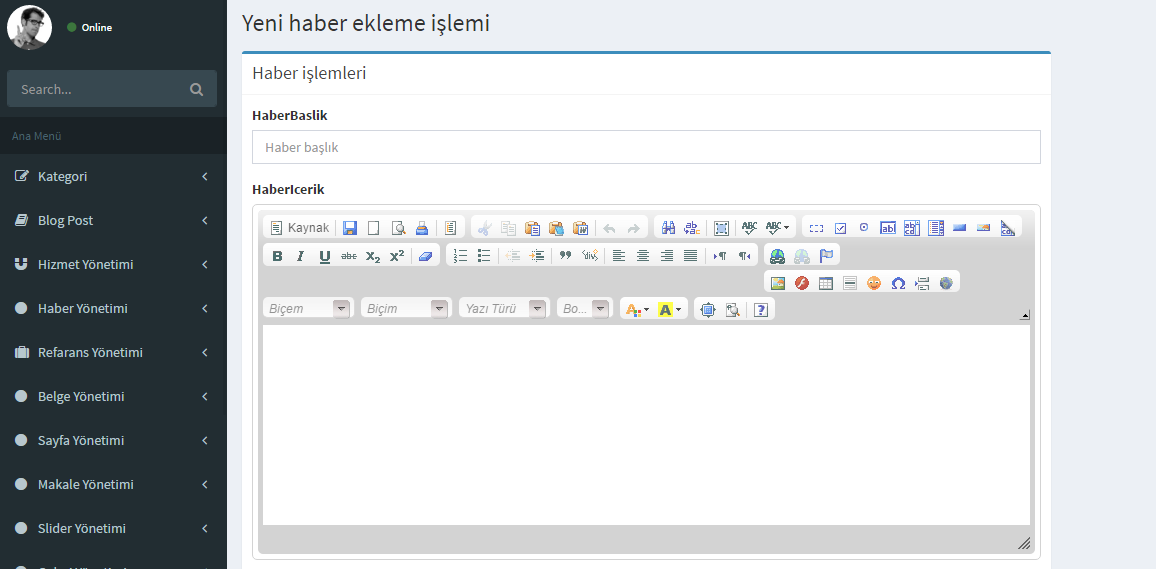 Online
Search...
Ana Menü
Kategori
Blog Post
Hizmet Yönetimi
Haber Yönetimi
Refarans Yönetimi
Belge Yönetimi
Sayfa Yönetimi
Makale Yönetimi
Slider Yönetimi
Yeni haber ekleme işlemi
Haber işlemleri
HaberBaslik
Haber başlık
HaberIcerik
Kaynak
Biçem
Biçim
Yazı Türü
Bo...